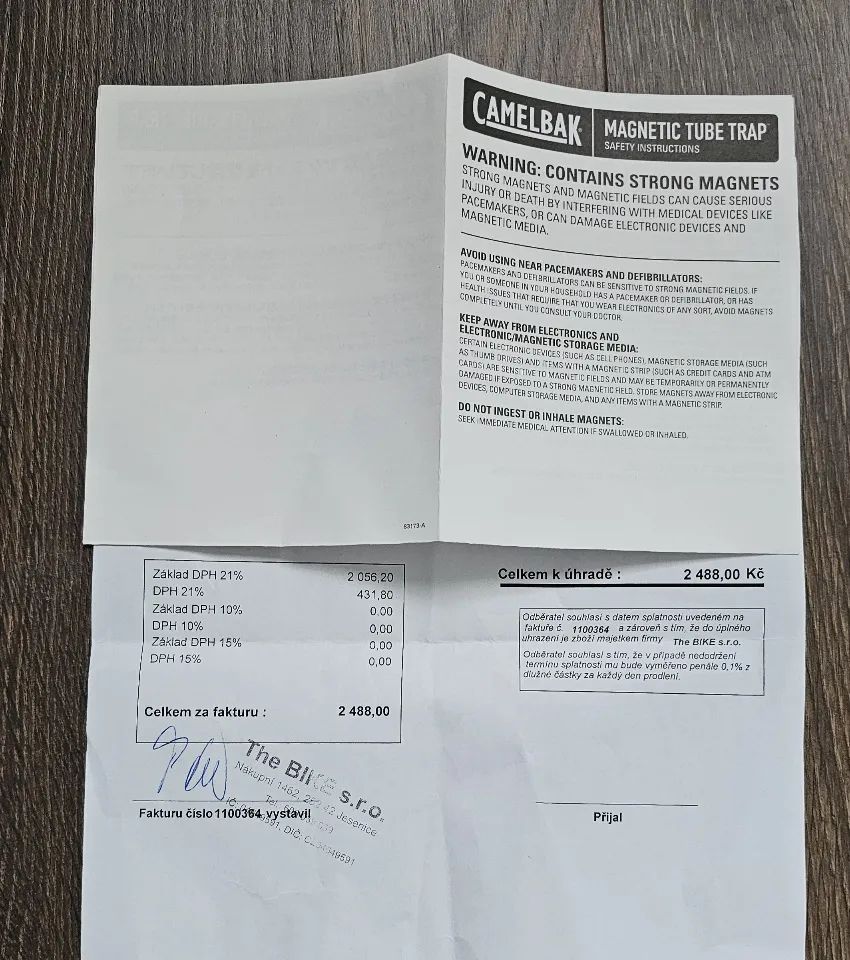 CAMELBAK
MAGNETIC TUBE TRAP
SAFETY INSTRUCTIONS
WARNING: CONTAINS STRONG MAGNETS
STRONG MAGNETS AND MAGNETIC FIELDS CAN CAUSE SERIOUS
INJURY OR DEATH BY INTERFERING WITH MEDICAL DEVICES LIKE
PACEMAKERS, OR CAN DAMAGE ELECTRONIC DEVICES AND
MAGNETIC MEDIA.
AVOID USING NEAR PACEMAKERS AND DEFIBRILLATORS:
PACEMAKERS AND DEFIBRILLATORS CAN BE SENSITIVE TO STRONG MAGNETIC FIELDS. IF
YOU OR SOMEONE IN YOUR HOUSEHOLD HAS A PACEMAKER OR DEFIBRILLATOR, OR HAS
HEALTH ISSUES THAT REQUIRE THAT YOU WEAR ELECTRONICS OF ANY SORT, AVOID MAGNETS
COMPLETELY UNTIL YOU CONSULT YOUR DOCTOR.
KEEP AWAY FROM ELECTRONICS AND
ELECTRONIC/MAGNETIC STORAGE MEDIA:
CERTAIN ELECTRONIC DEVICES (SUCH AS CELL PHONES), MAGNETIC STORAGE MEDIA (SUCH
AS THUMB DRIVES) AND ITEMS WITH A MAGNETIC STRIP (SUCH AS CREDIT CARDS AND ATM
CARDS) ARE SENSITIVE TO MAGNETIC FIELDS AND MAY BE TEMPORARILY OR PERMANENTLY
DAMAGED IF EXPOSED TO A STRONG MAGNETIC FIELD. STORE MAGNETS AWAY FROM ELECTRONIC
DEVICES, COMPUTER STORAGE MEDIA, AND ANY ITEMS WITH A MAGNETIC STRIP.
DO NOT INGEST OR INHALE MAGNETS:
SEEK IMMEDIATE MEDICAL ATTENTION IF SWALLOWED OR INHALED.
83173-A
Základ DPH 21% 2 056,20
DPH 21% 431,80
Základ DPH 10% 0,00
DPH 10% 0,00
Základ DPH 15% 0,00
DPH 15% 0,00
Celkem za fakturu : 2 488,00
Celkem k úhradě : 2 488,00 Kč
Odběratel souhlasí s datem splatnosti uvedeném na
faktuře č. 1100364 a zároveň s tím, že do úplného
uhrazení je zboží majetkem firmy The BIKE s.r.o.
Odběratel souhlasí s tím, že v případě nedodržení
termínu splatnosti mu bude vyměřeno penále 0,1% z
dlužné částky za každý den prodlení.
The BIKE s.r.o.
Nákupní 1462, 42 Jesenice
Tel.
IČ: DIČ:
Fakturu číslo 1100364 vystavil
Přijal